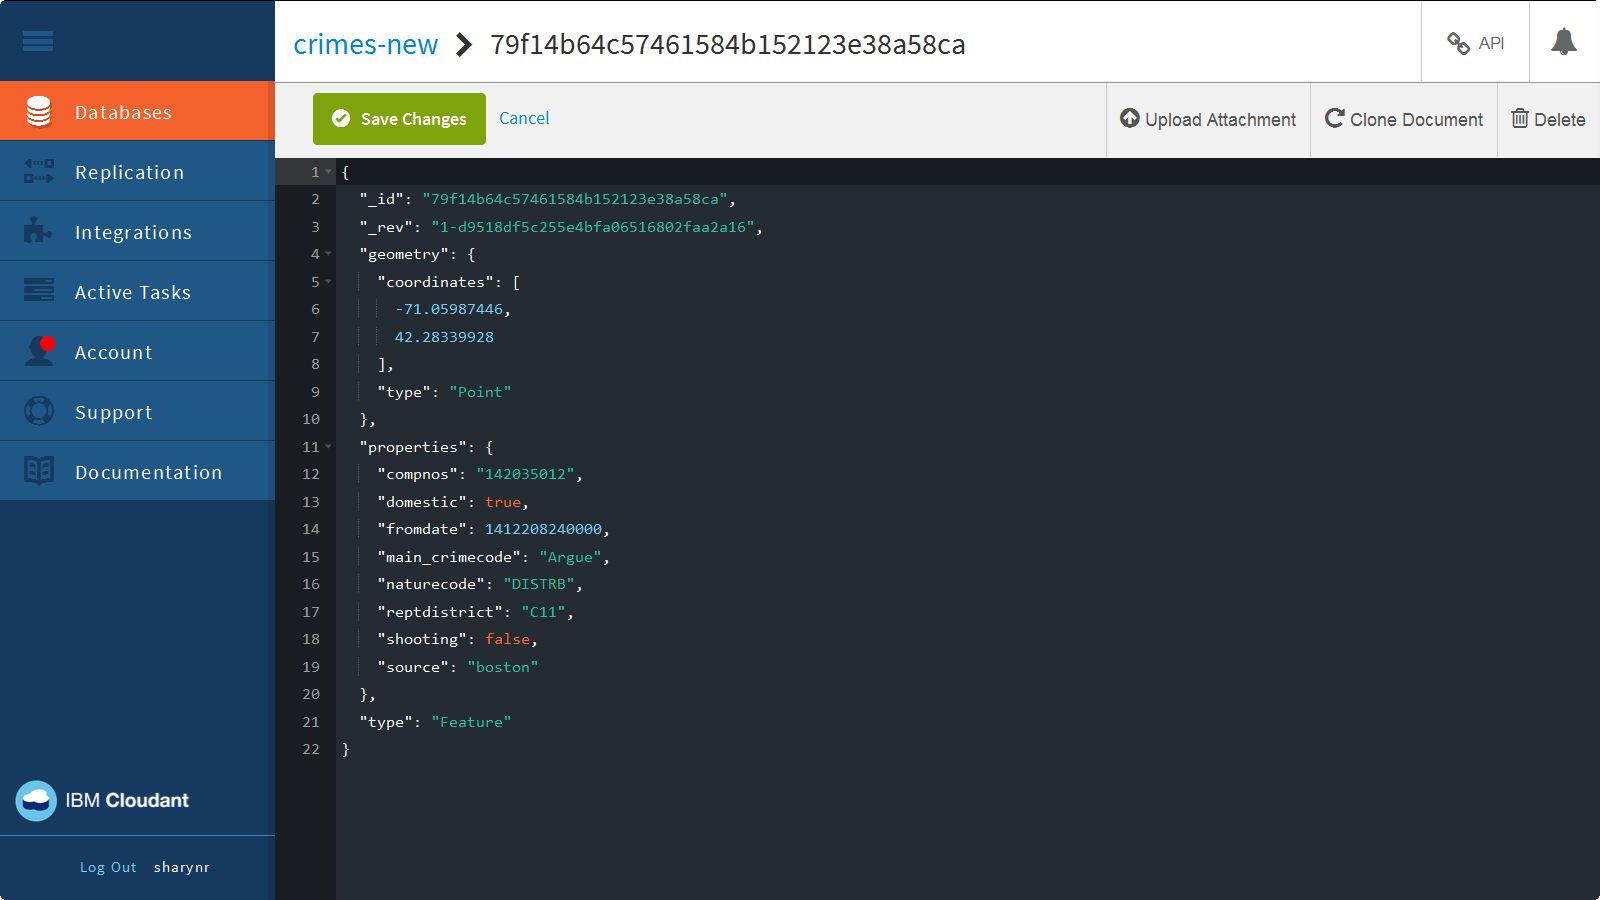 crimes-new 79f14b64c57461584b152123e38a58ca
API
Databases
Replication
Integrations
Active Tasks
Account
Support
Documentation
IBM Cloudant
Log Out sharynr
Save Changes Cancel
Upload Attachment Clone Document Delete
1 {
2 "_id": "79f14b64c57461584b152123e38a58ca",
3 "_rev": "1-d9518df5c255e4bfa06516802faa2a16",
4 "geometry": {
5 "coordinates": [
6 -71.05987446,
7 42.28339928
8 ],
9 "type": "Point"
10 },
11 "properties": {
12 "compnos": "142035012",
13 "domestic": true,
14 "fromdate": 1412208240000,
15 "main_crimecode": "Argue",
16 "naturecode": "DISTRB",
17 "reptdistrict": "C11",
18 "shooting": false,
19 "source": "boston"
20 },
21 "type": "Feature"
22 }